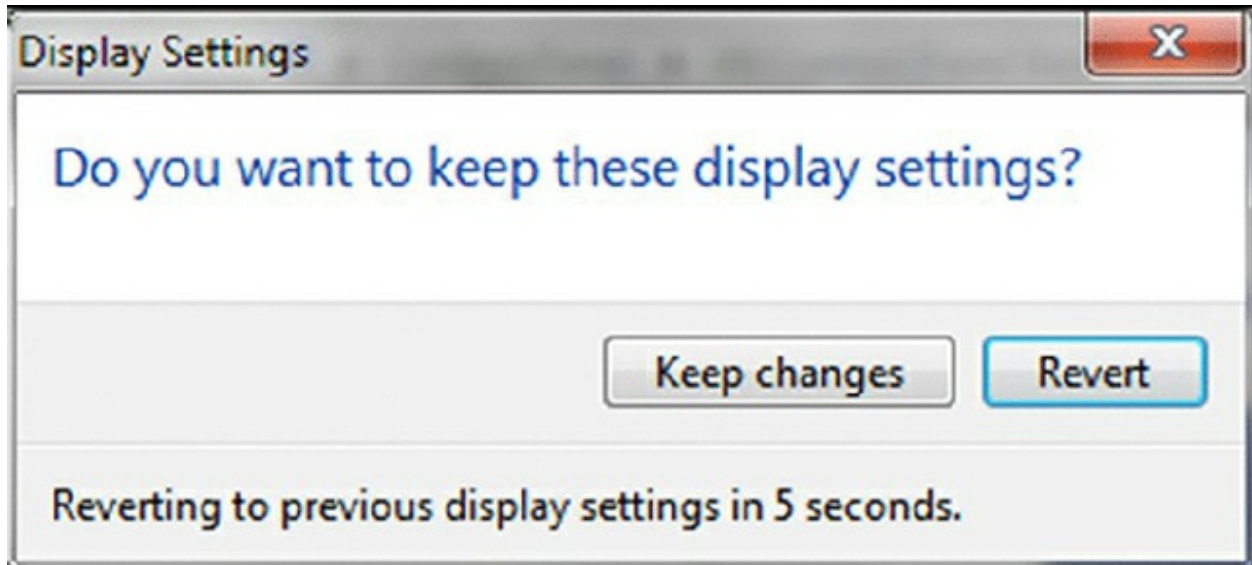 Display Settings
Do you want to keep these display settings?
Keep changes Revert
Reverting to previous display settings in 5 seconds.